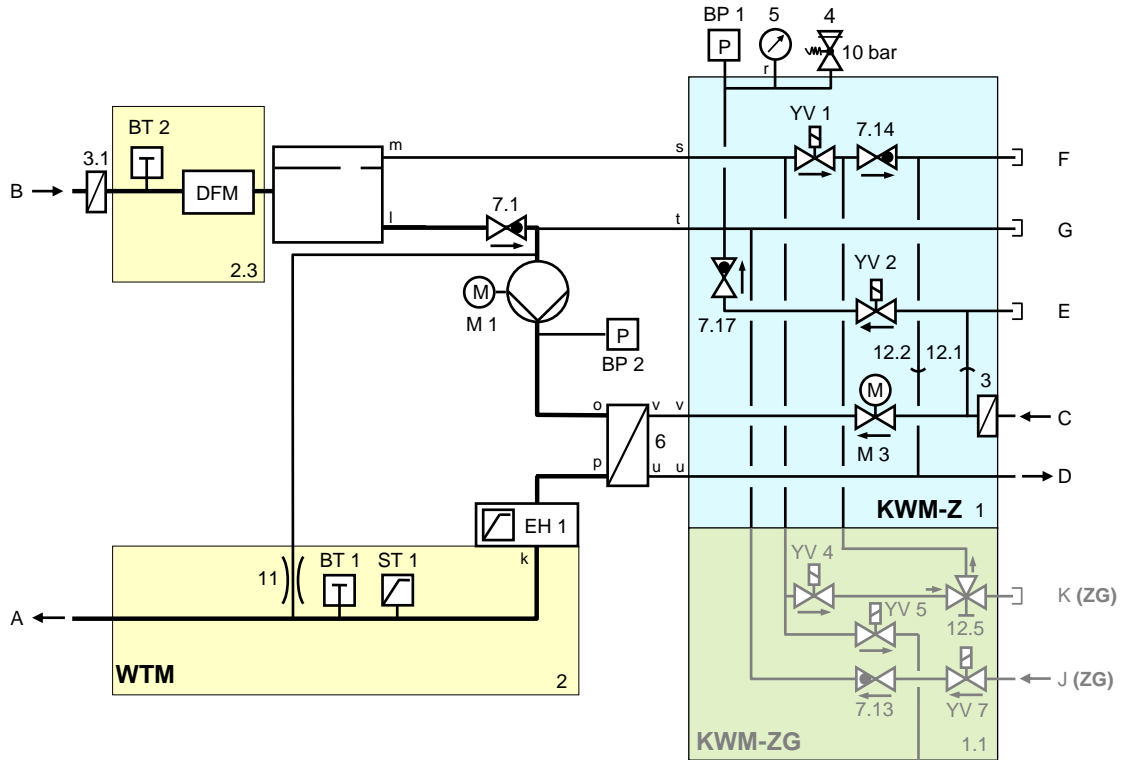 BP 1 5 4
P
r
10 bar
BT 2
3.1
YV 1
7.14
m
s
F
B
DFM
l
7.1
t
G
2.3
YV 2
M
M 1
7.17
E
P
BP 2
12.2 12.1
3
M
o
v v
C
6
M 3
p
u u
D
KWM-Z 1
EH 1
k
YV 4
11
BT 1
ST 1
YV 5
K (ZG)
A
12.5
WTM
2
J (ZG)
7.13
YV 7
KWM-ZG
1.1